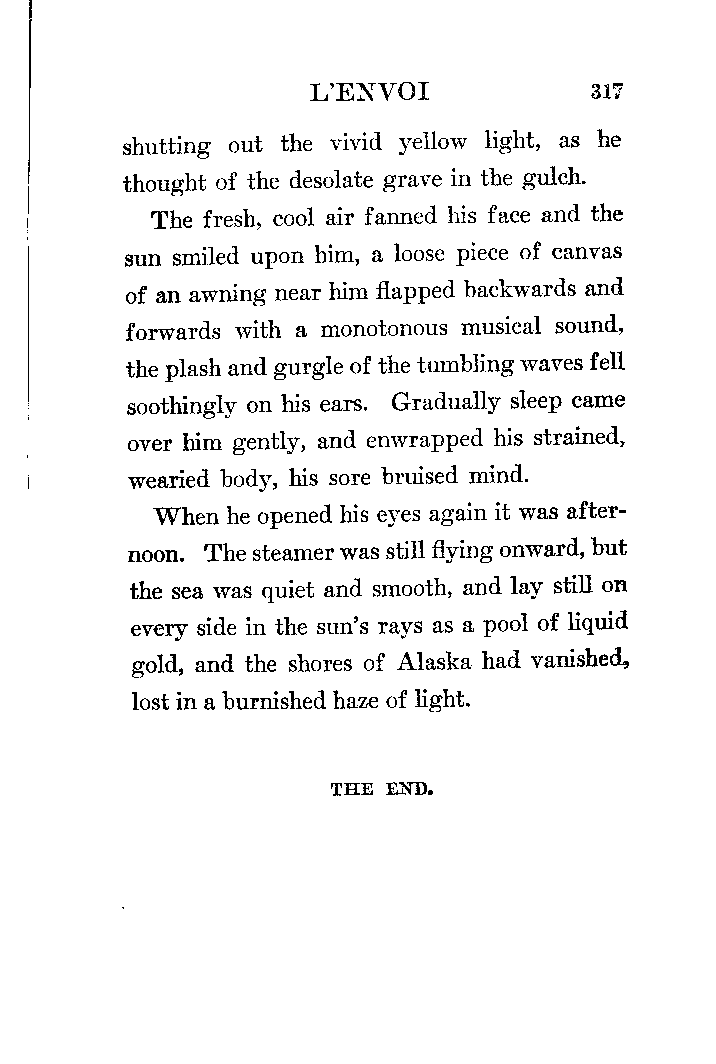 L'ENVOI 317
shutting out the vivid yellow light, as he
thought of the desolate grave in the gulch.
The fresh, cool air fanned his face and the
sun smiled upon him, a loose piece of canvas
of an awning near him flapped backwards and
forwards with a monotonous musical sound,
the plash and gurgle of the tumbling waves fell
soothingly on his ears. Gradually sleep came
over him gently, and enwrapped his strained,
wearied body, his sore bruised mind.
When he opened his eyes again it was after-
noon. The steamer was still flying onward, but
the sea was quiet and smooth, and lay still on
every side in the sun's rays as a pool of liquid
gold, and the shores of Alaska had vanished,
lost in a burnished haze of light.
THE END.